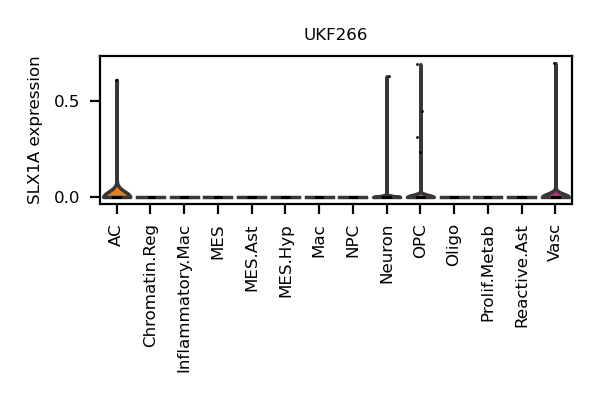 UKF266
SLX1A expression
0.5
0.0
AC
Chromatin.Reg
Inflammatory.Mac
MES
MES.Ast
MES.Hyp
Mac
NPC
Neuron
OPC
Oligo
Prolif.Metab
Reactive.Ast
Vasc